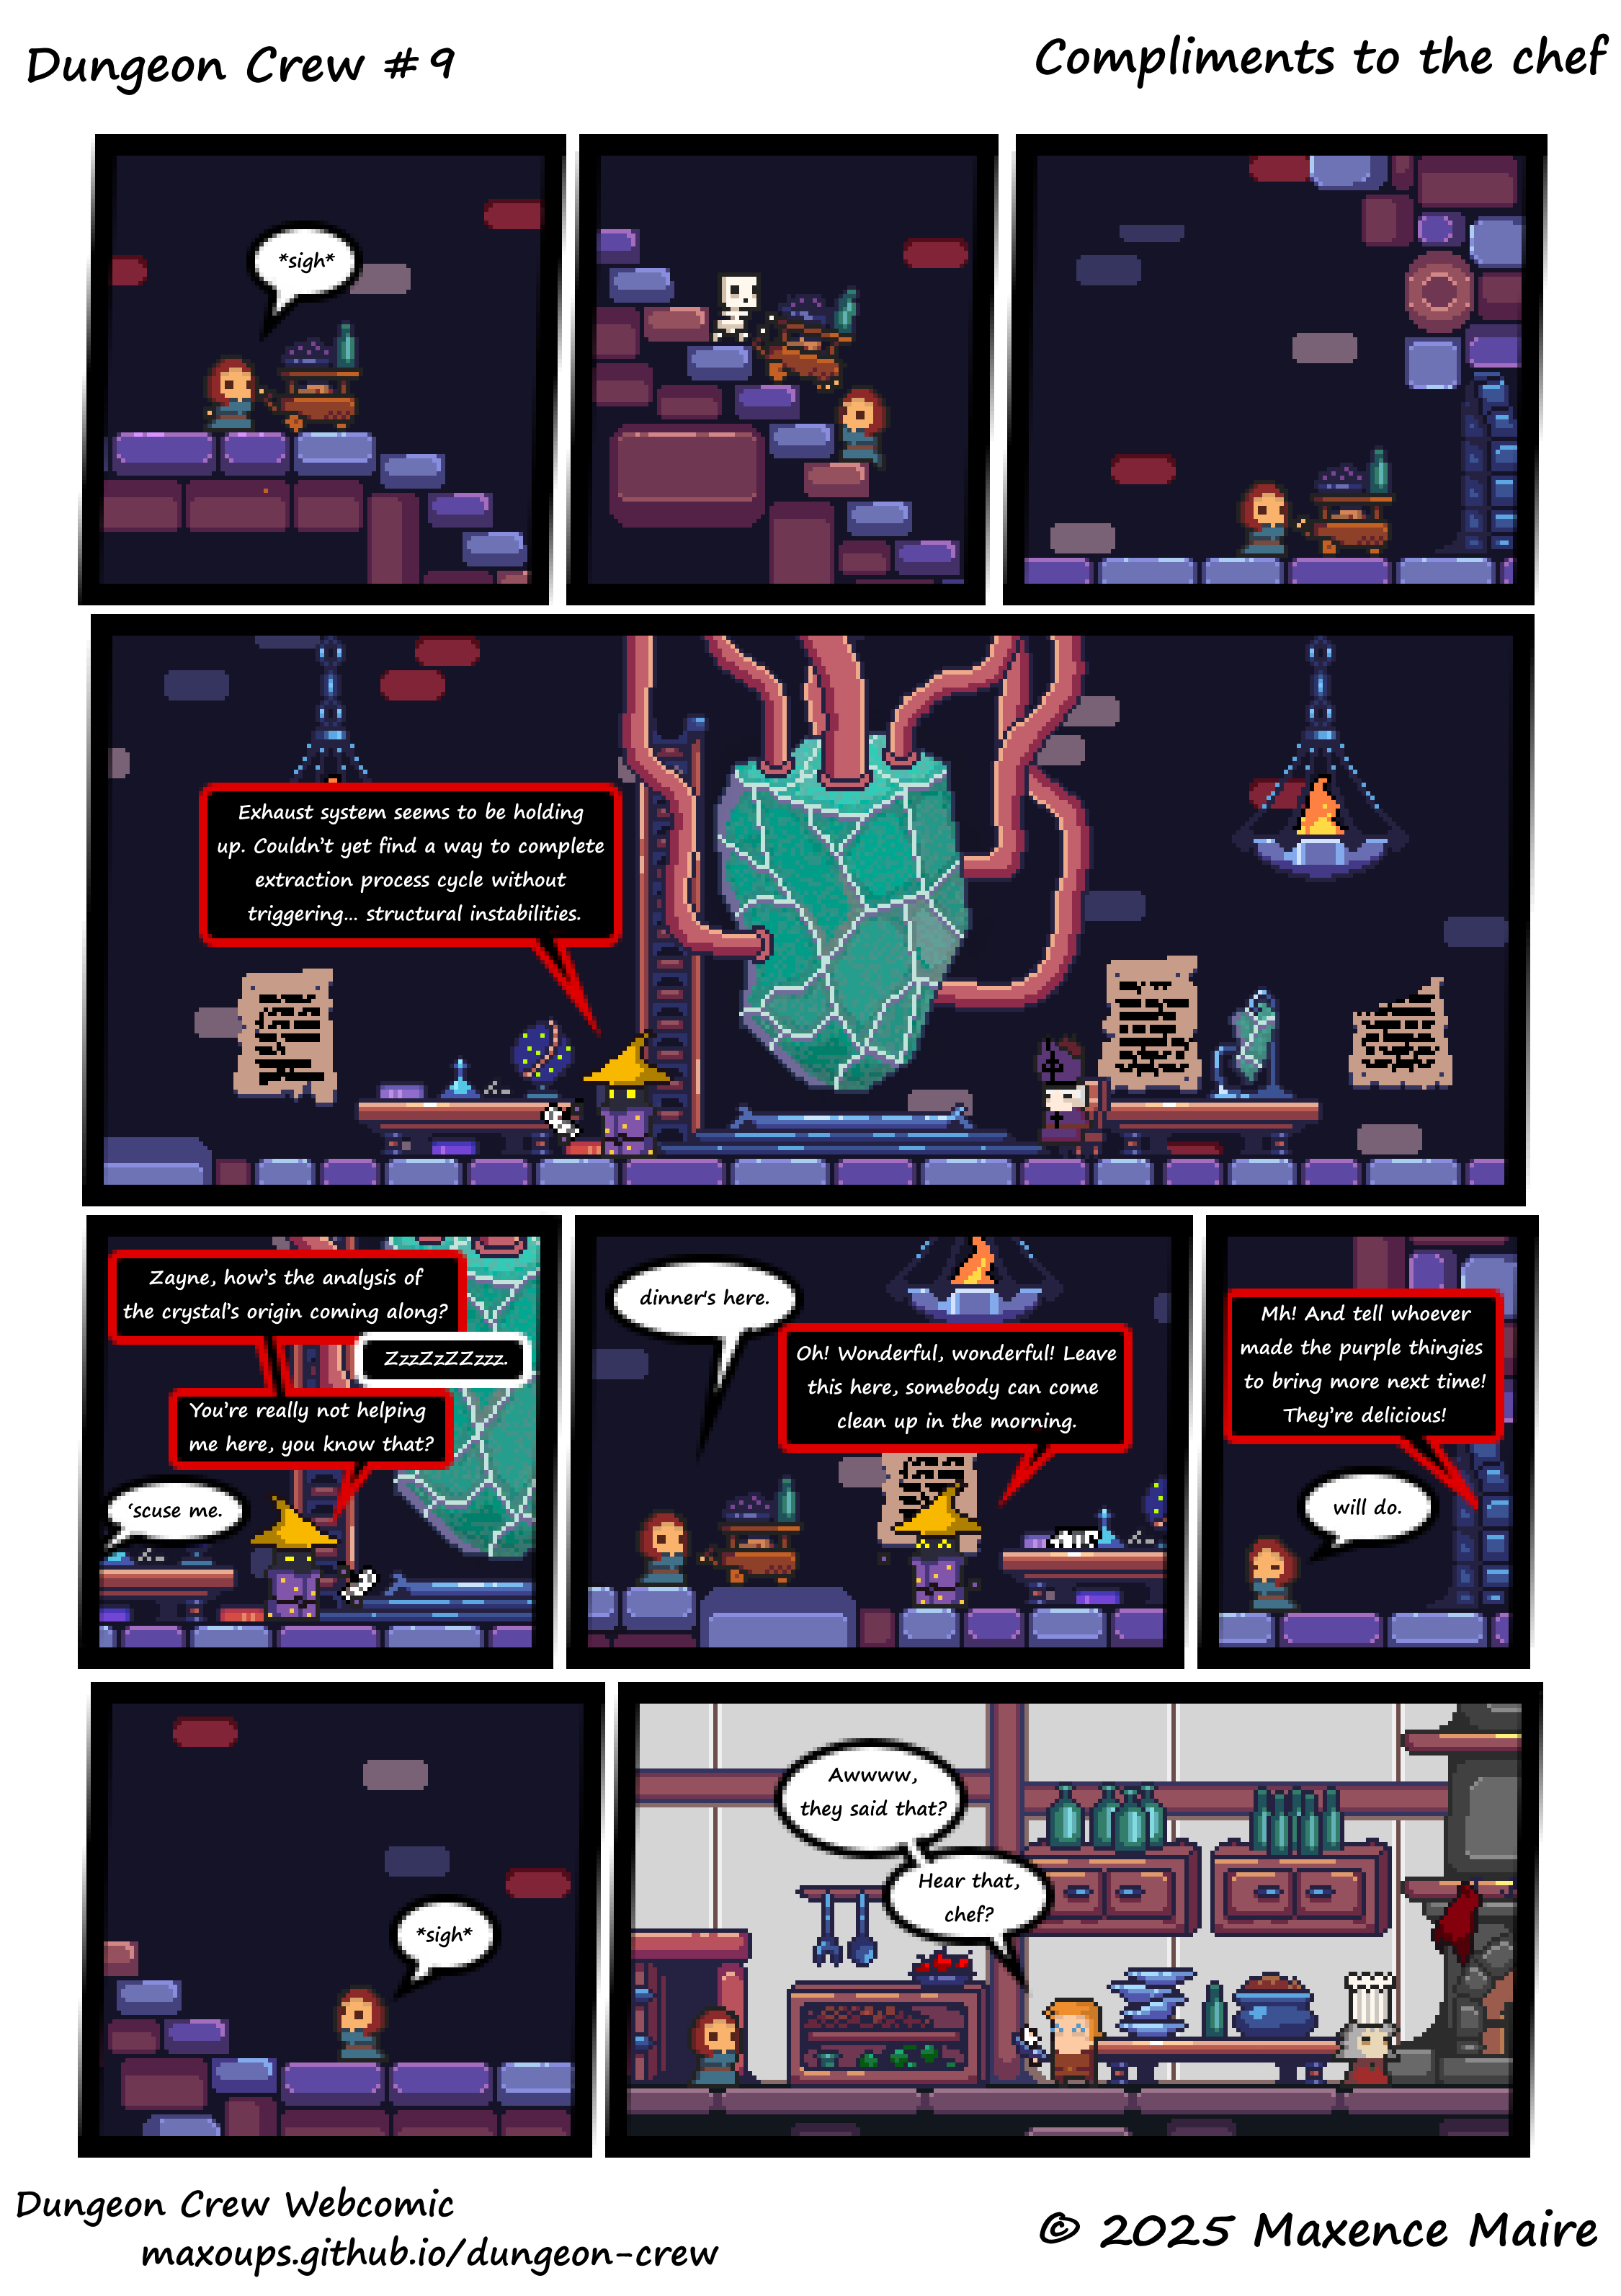 Dungeon Crew #9
Compliments to the chef
*sigh*
Exhaust system seems to be holding
up. Couldn't yet find a way to complete
extraction process cycle without
triggering... structural instabilities.
Zayne, how's the analysis of
the crystal's origin coming along?
ZzzZzZZzzz.
You're really not helping
me here, you know that?
'scuse me.
dinner's here.
Oh! Wonderful, wonderful! Leave
this here, somebody can come
clean up in the morning.
Mh! And tell whoever
made the purple thingies
to bring more next time!
They're delicious!
will do.
*sigh*
Awwww,
they said that?
Hear that,
chef?
Dungeon Crew Webcomic
maxoups.github.io/dungeon-crew
© 2025 Maxence Maire